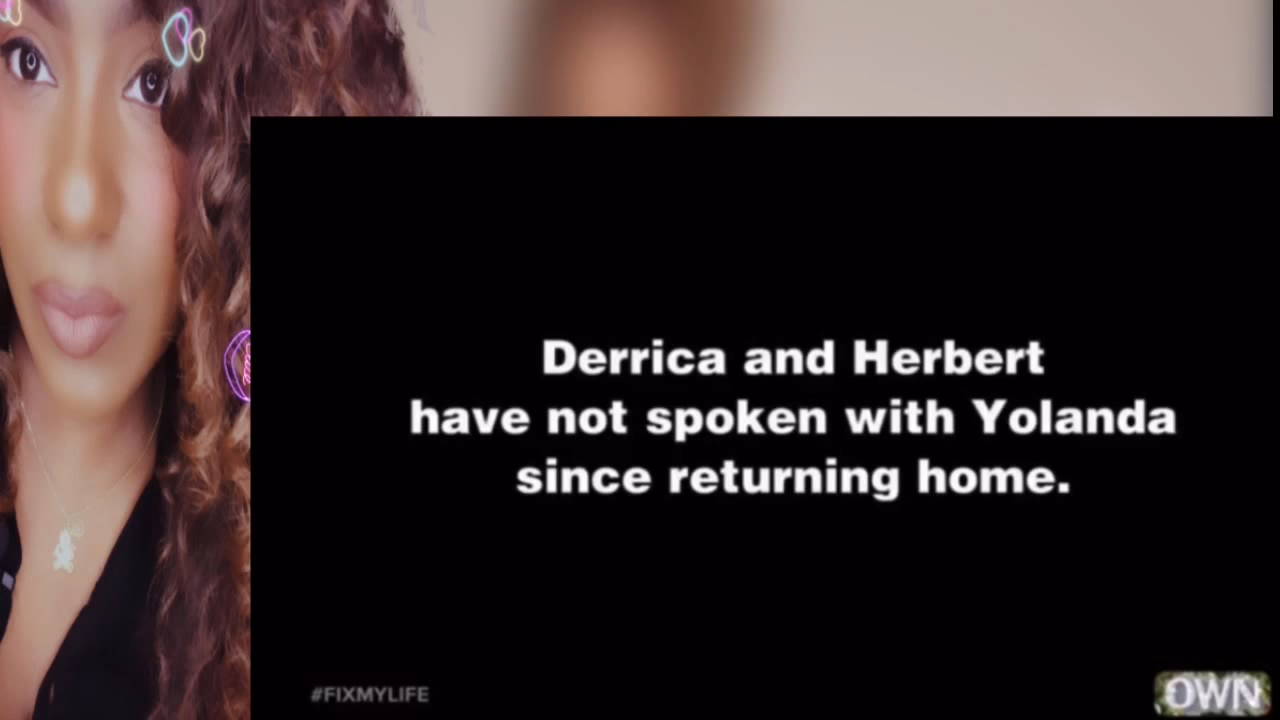 Derrica and Herbert
have not spoken with Yolanda
since returning home.
#FIXMYLIFE
OWN